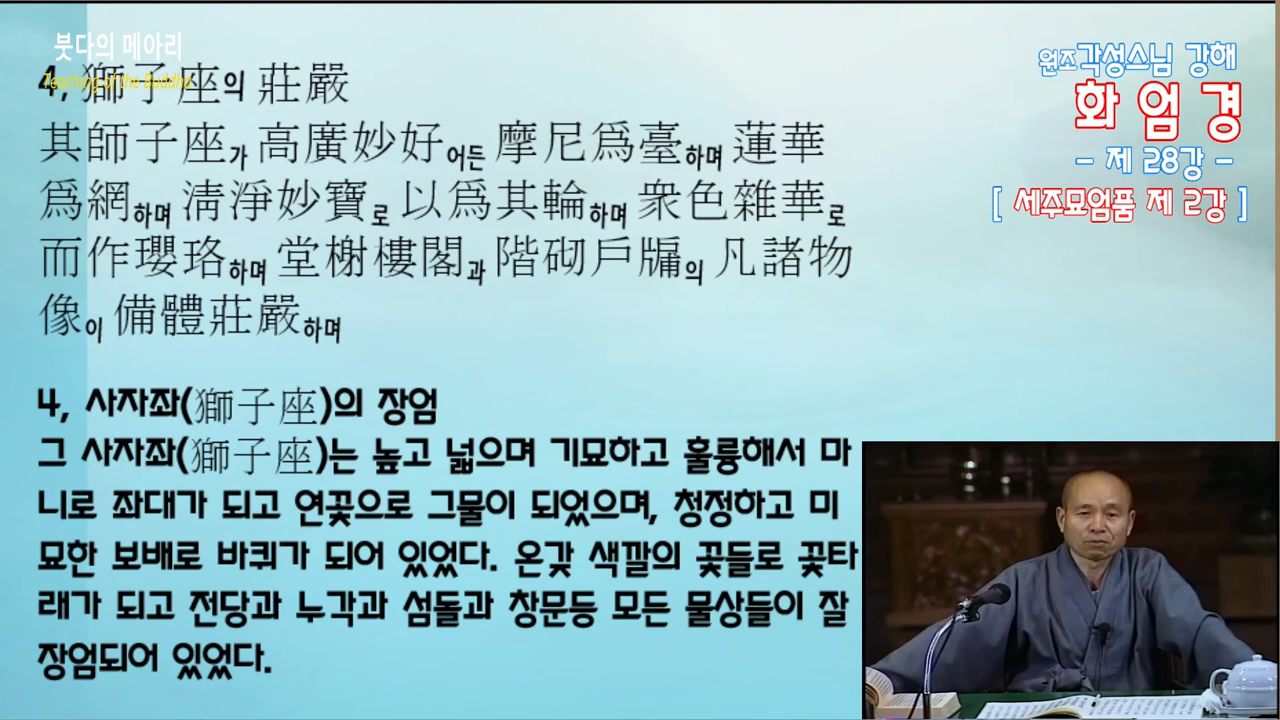 붓다의 메아리
Teaching of the Buddha
4, 獅子座의 莊嚴
其師子座가 高廣妙好어든 摩尼爲臺하며 蓮華
爲網하며 淸淨妙寶로 以爲其輪하며 衆色雜華로
而作瓔珞하며 堂榭樓閣과 階砌戶牖의 凡諸物
像이 備體莊嚴하며
4, 사자좌(獅子座)의 장엄
그 사자좌(獅子座)는 높고 넓으며 기묘하고 훌륭해서 마
니로 좌대가 되고 연꽃으로 그물이 되었으며, 청정하고 미
묘한 보배로 바퀴가 되어 있었다. 온갖 색깔의 꽃들로 꽃타
래가 되고 전당과 누각과 섬돌과 창문등 모든 물상들이 잘
장엄되어 있었다.
원조각성스님 강해
화 엄 경
- 제 28강 -
[ 세주묘엄품 제 2강 ]